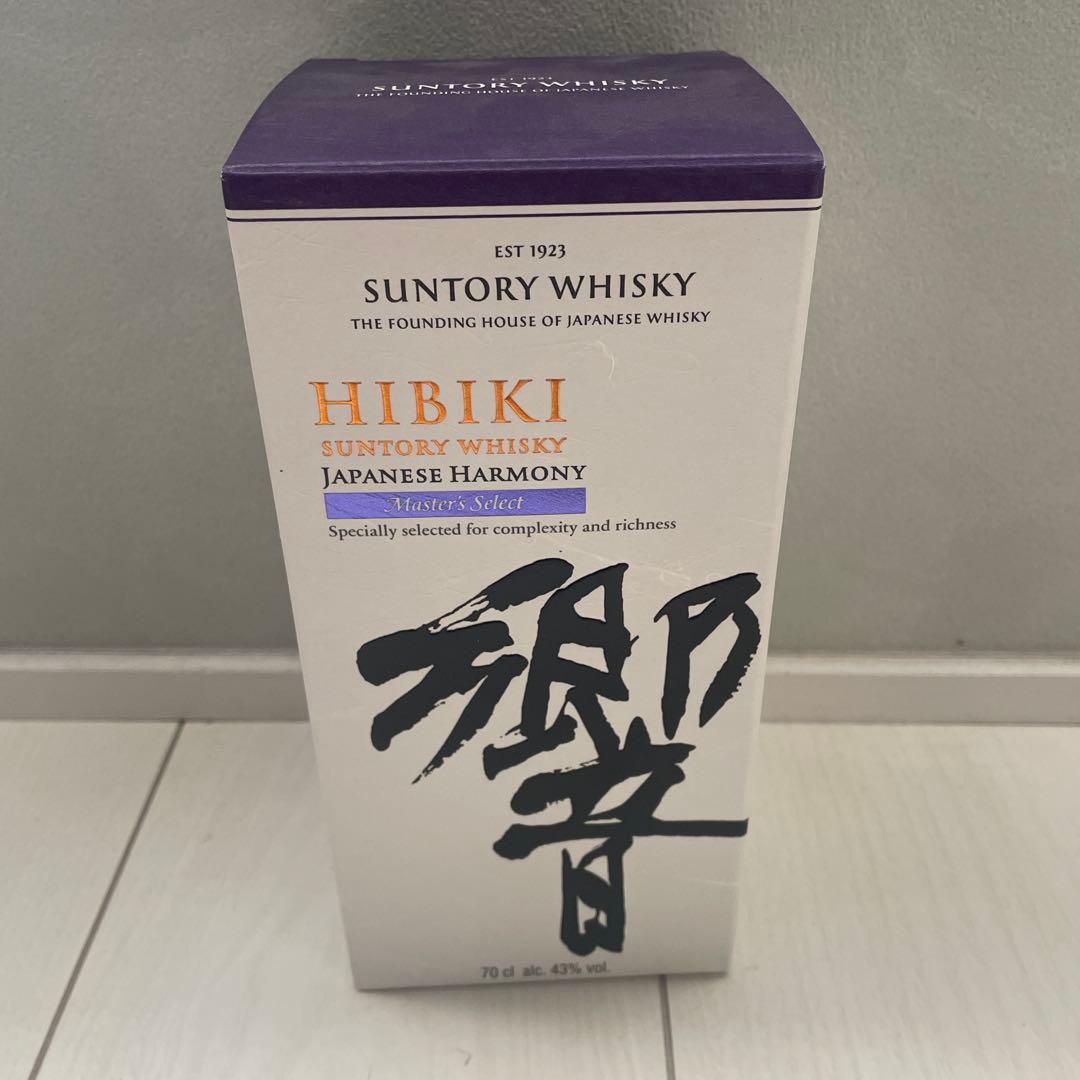 EST 1923
SUNTORY WHISKY
THE FOUNDING HOUSE OF JAPANESE WHISKY
EST 1923
SUNTORY WHISKY
THE FOUNDING HOUSE OF JAPANESE WHISKY
HIBIKI
SUNTORY WHISKY
JAPANESE HARMONY
Master's Select
Specially selected for complexity and richness
響
70 cl alc. 43% vol.